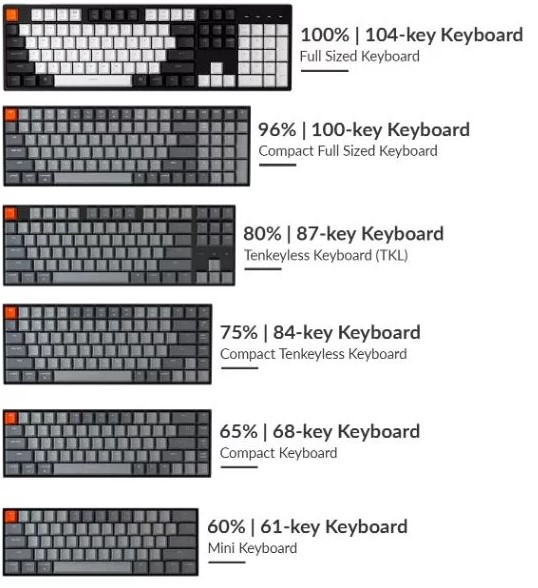 100% | 104-key Keyboard
Full Sized Keyboard
96% | 100-key Keyboard
Compact Full Sized Keyboard
80% | 87-key Keyboard
Tenkeyless Keyboard (TKL)
75% | 84-key Keyboard
Compact Tenkeyless Keyboard
65% | 68-key Keyboard
Compact Keyboard
60% | 61-key Keyboard
Mini Keyboard